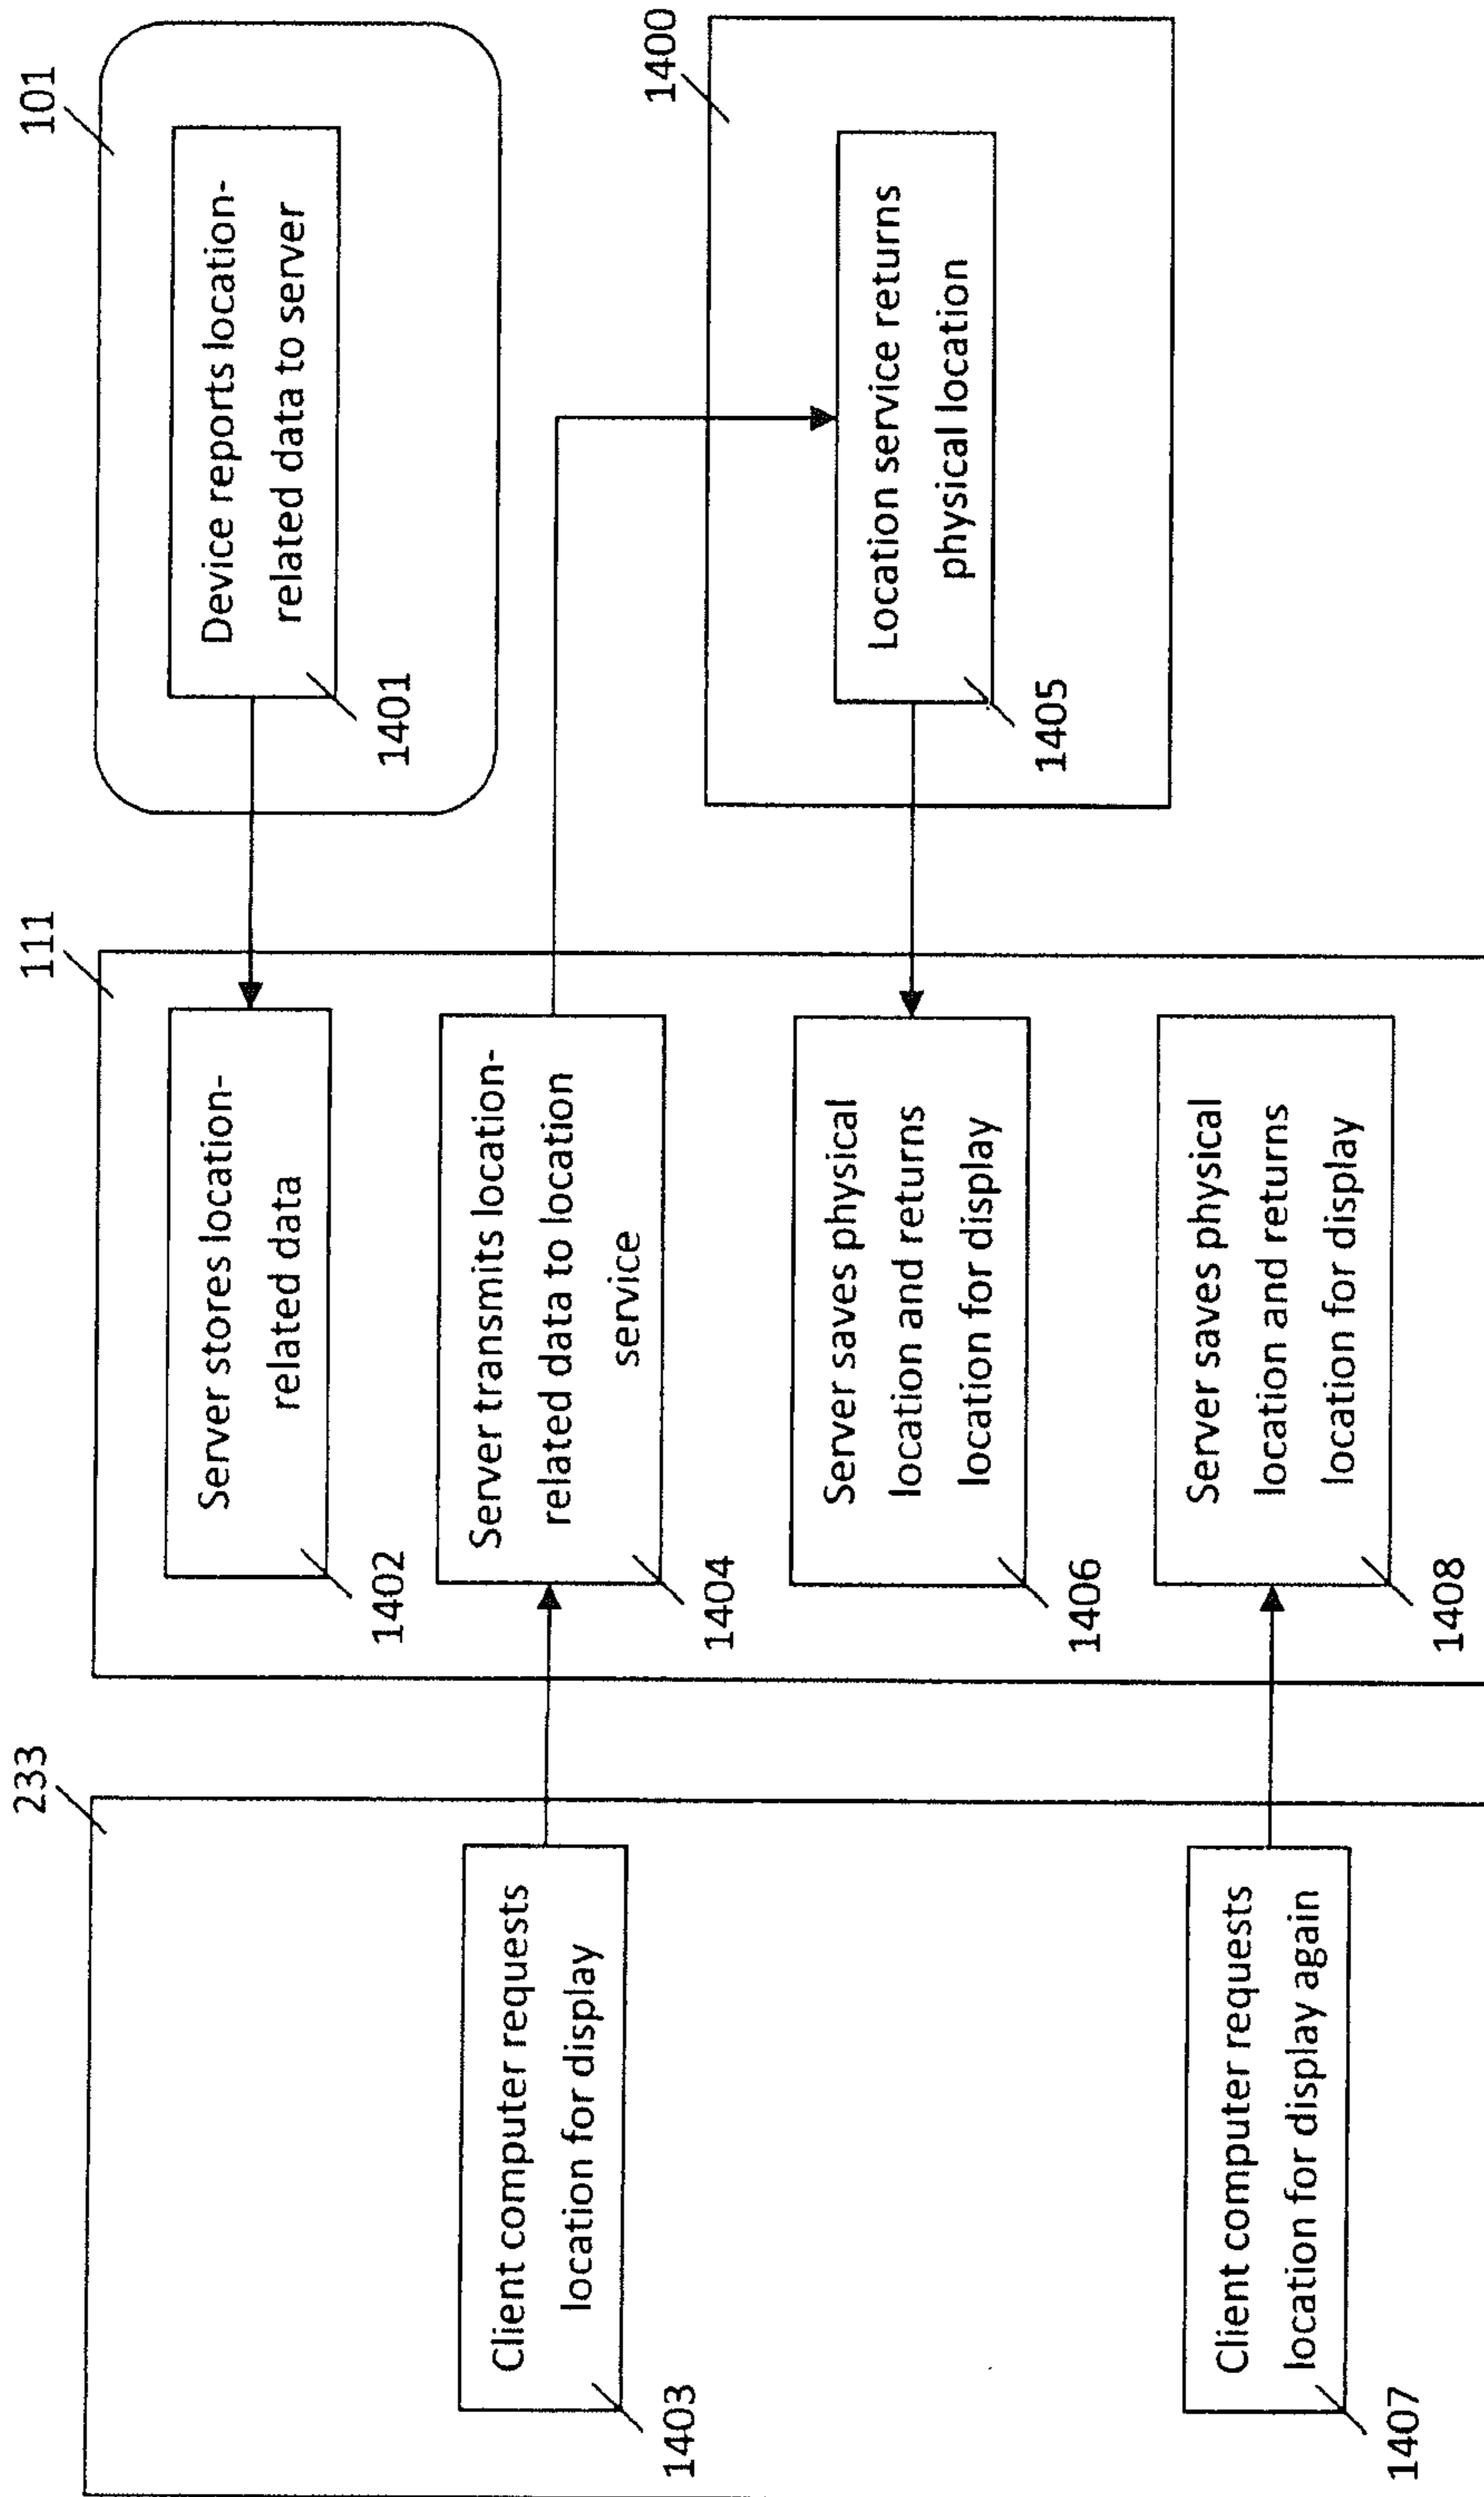 233
111
101
Client computer requests
location for display
1403
Client computer requests
location for display again
1407
Server stores location-
related data
1402
Server transmits location-
related data to location
service
1404
Server saves physical
location and returns
location for display
1406
Server saves physical
location and returns
location for display
1408
Device reports location-
related data to server
1401
1400
Location service returns
physical location
1405